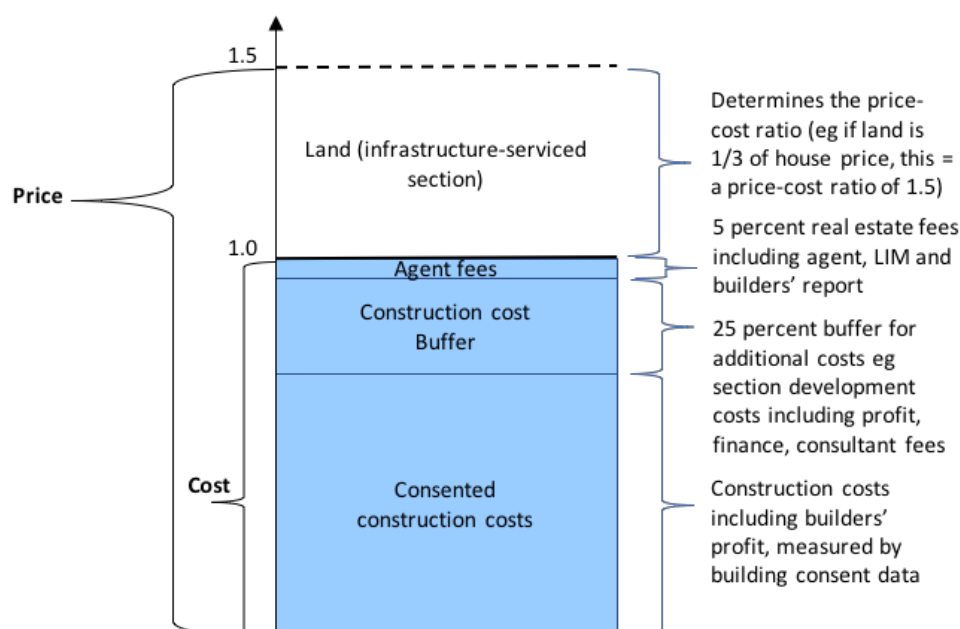 1.5
Land (infrastructure-serviced
section)
Determines the price-
cost ratio (eg if land is
1/3 of house price, this =
a price-cost ratio of 1.5)
Price
1.0
Agent fees
5 percent real estate fees
including agent, LIM and
builders’ report
Construction cost
Buffer
25 percent buffer for
additional costs eg
section development
costs including profit,
finance, consultant fees
Cost
Consented
construction costs
Construction costs
including builders’
profit, measured by
building consent data